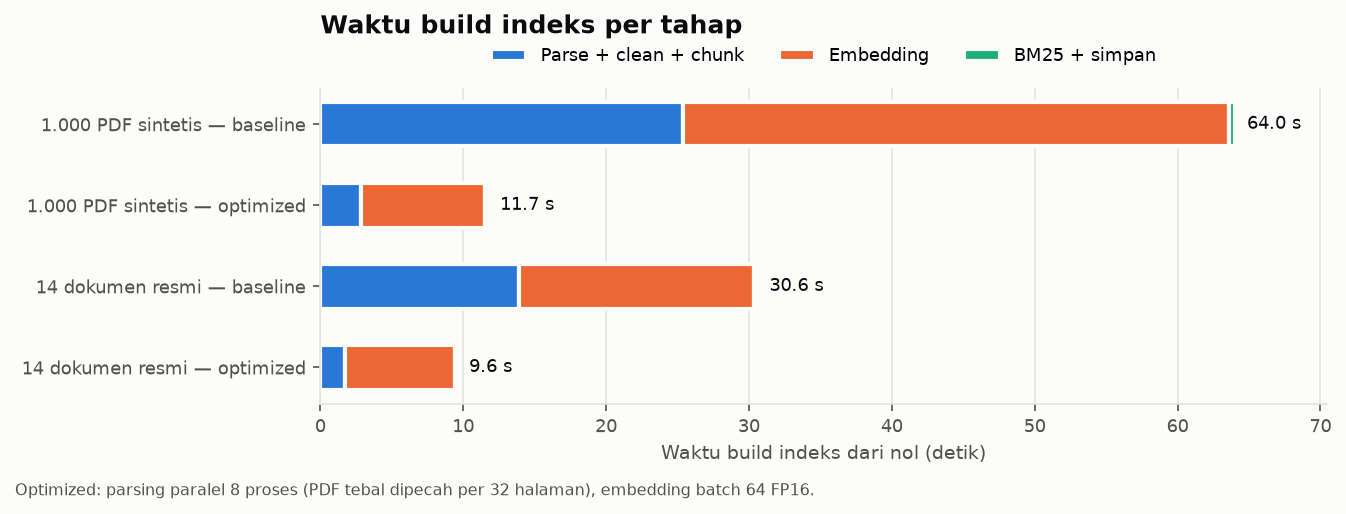 Waktu build indeks per tahap
Parse + clean + chunk
Embedding
BM25 + simpan
1.000 PDF sintetis — baseline
64.0 s
1.000 PDF sintetis — optimized
11.7 s
14 dokumen resmi — baseline
30.6 s
14 dokumen resmi — optimized
9.6 s
0 10 20 30 40 50 60 70
Waktu build indeks dari nol (detik)
Optimized: parsing paralel 8 proses (PDF tebal dipecah per 32 halaman), embedding batch 64 FP16.